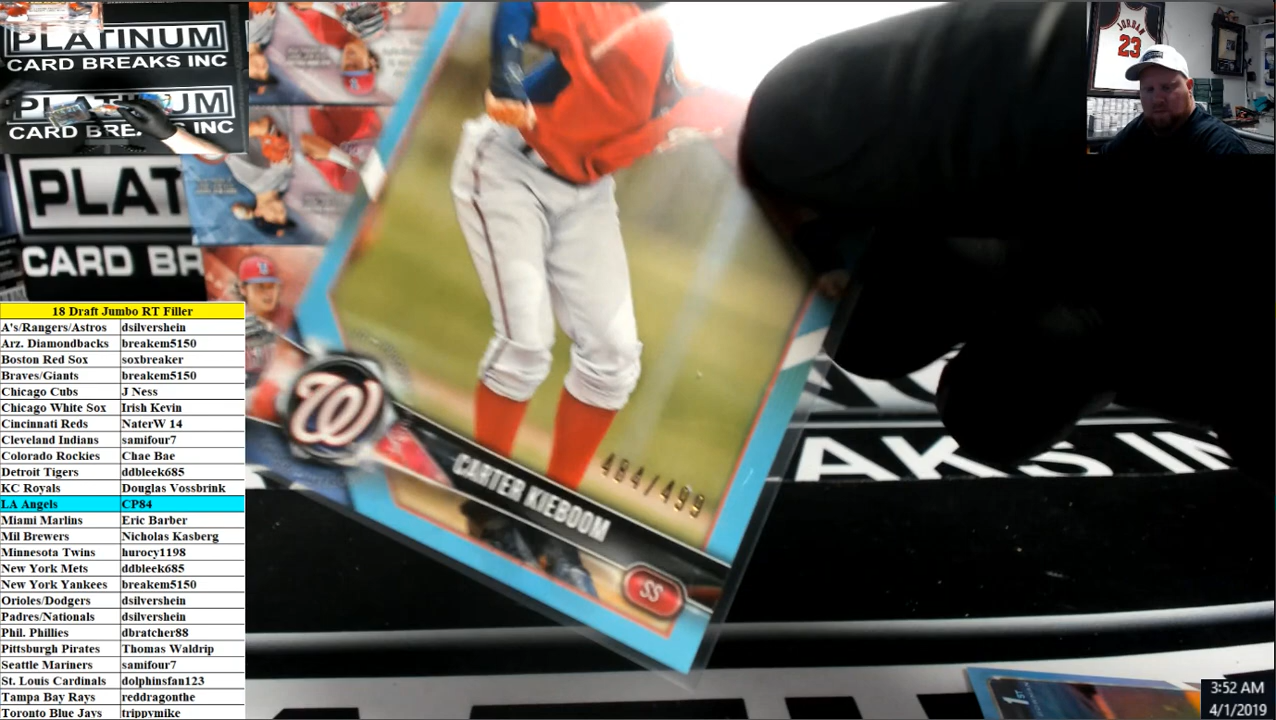 PLATINUM
CARD BREAKS INC
PLATINUM
CARD BREAKS INC
PLAT
CARD BR
JORDAN
23
W
CARTER KIEBOOM
484/499
SS
AKS IN
1ST
18 Draft Jumbo RT Filler
A's/Rangers/Astros dsilvershein
Arz. Diamondbacks breakem5150
Boston Red Sox soxbreaker
Braves/Giants breakem5150
Chicago Cubs J Ness
Chicago White Sox Irish Kevin
Cincinnati Reds NaterW 14
Cleveland Indians samifour7
Colorado Rockies Chae Bae
Detroit Tigers ddbleek685
KC Royals Douglas Vossbrink
LA Angels CP84
Miami Marlins Eric Barber
Mil Brewers Nicholas Kasberg
Minnesota Twins hurocy1198
New York Mets ddbleek685
New York Yankees breakem5150
Orioles/Dodgers dsilvershein
Padres/Nationals dsilvershein
Phil. Phillies dbratcher88
Pittsburgh Pirates Thomas Waldrip
Seattle Mariners samifour7
St. Louis Cardinals dolphinsfan123
Tampa Bay Rays reddragonthe
Toronto Blue Jays trippymike
3:52 AM
4/1/2019